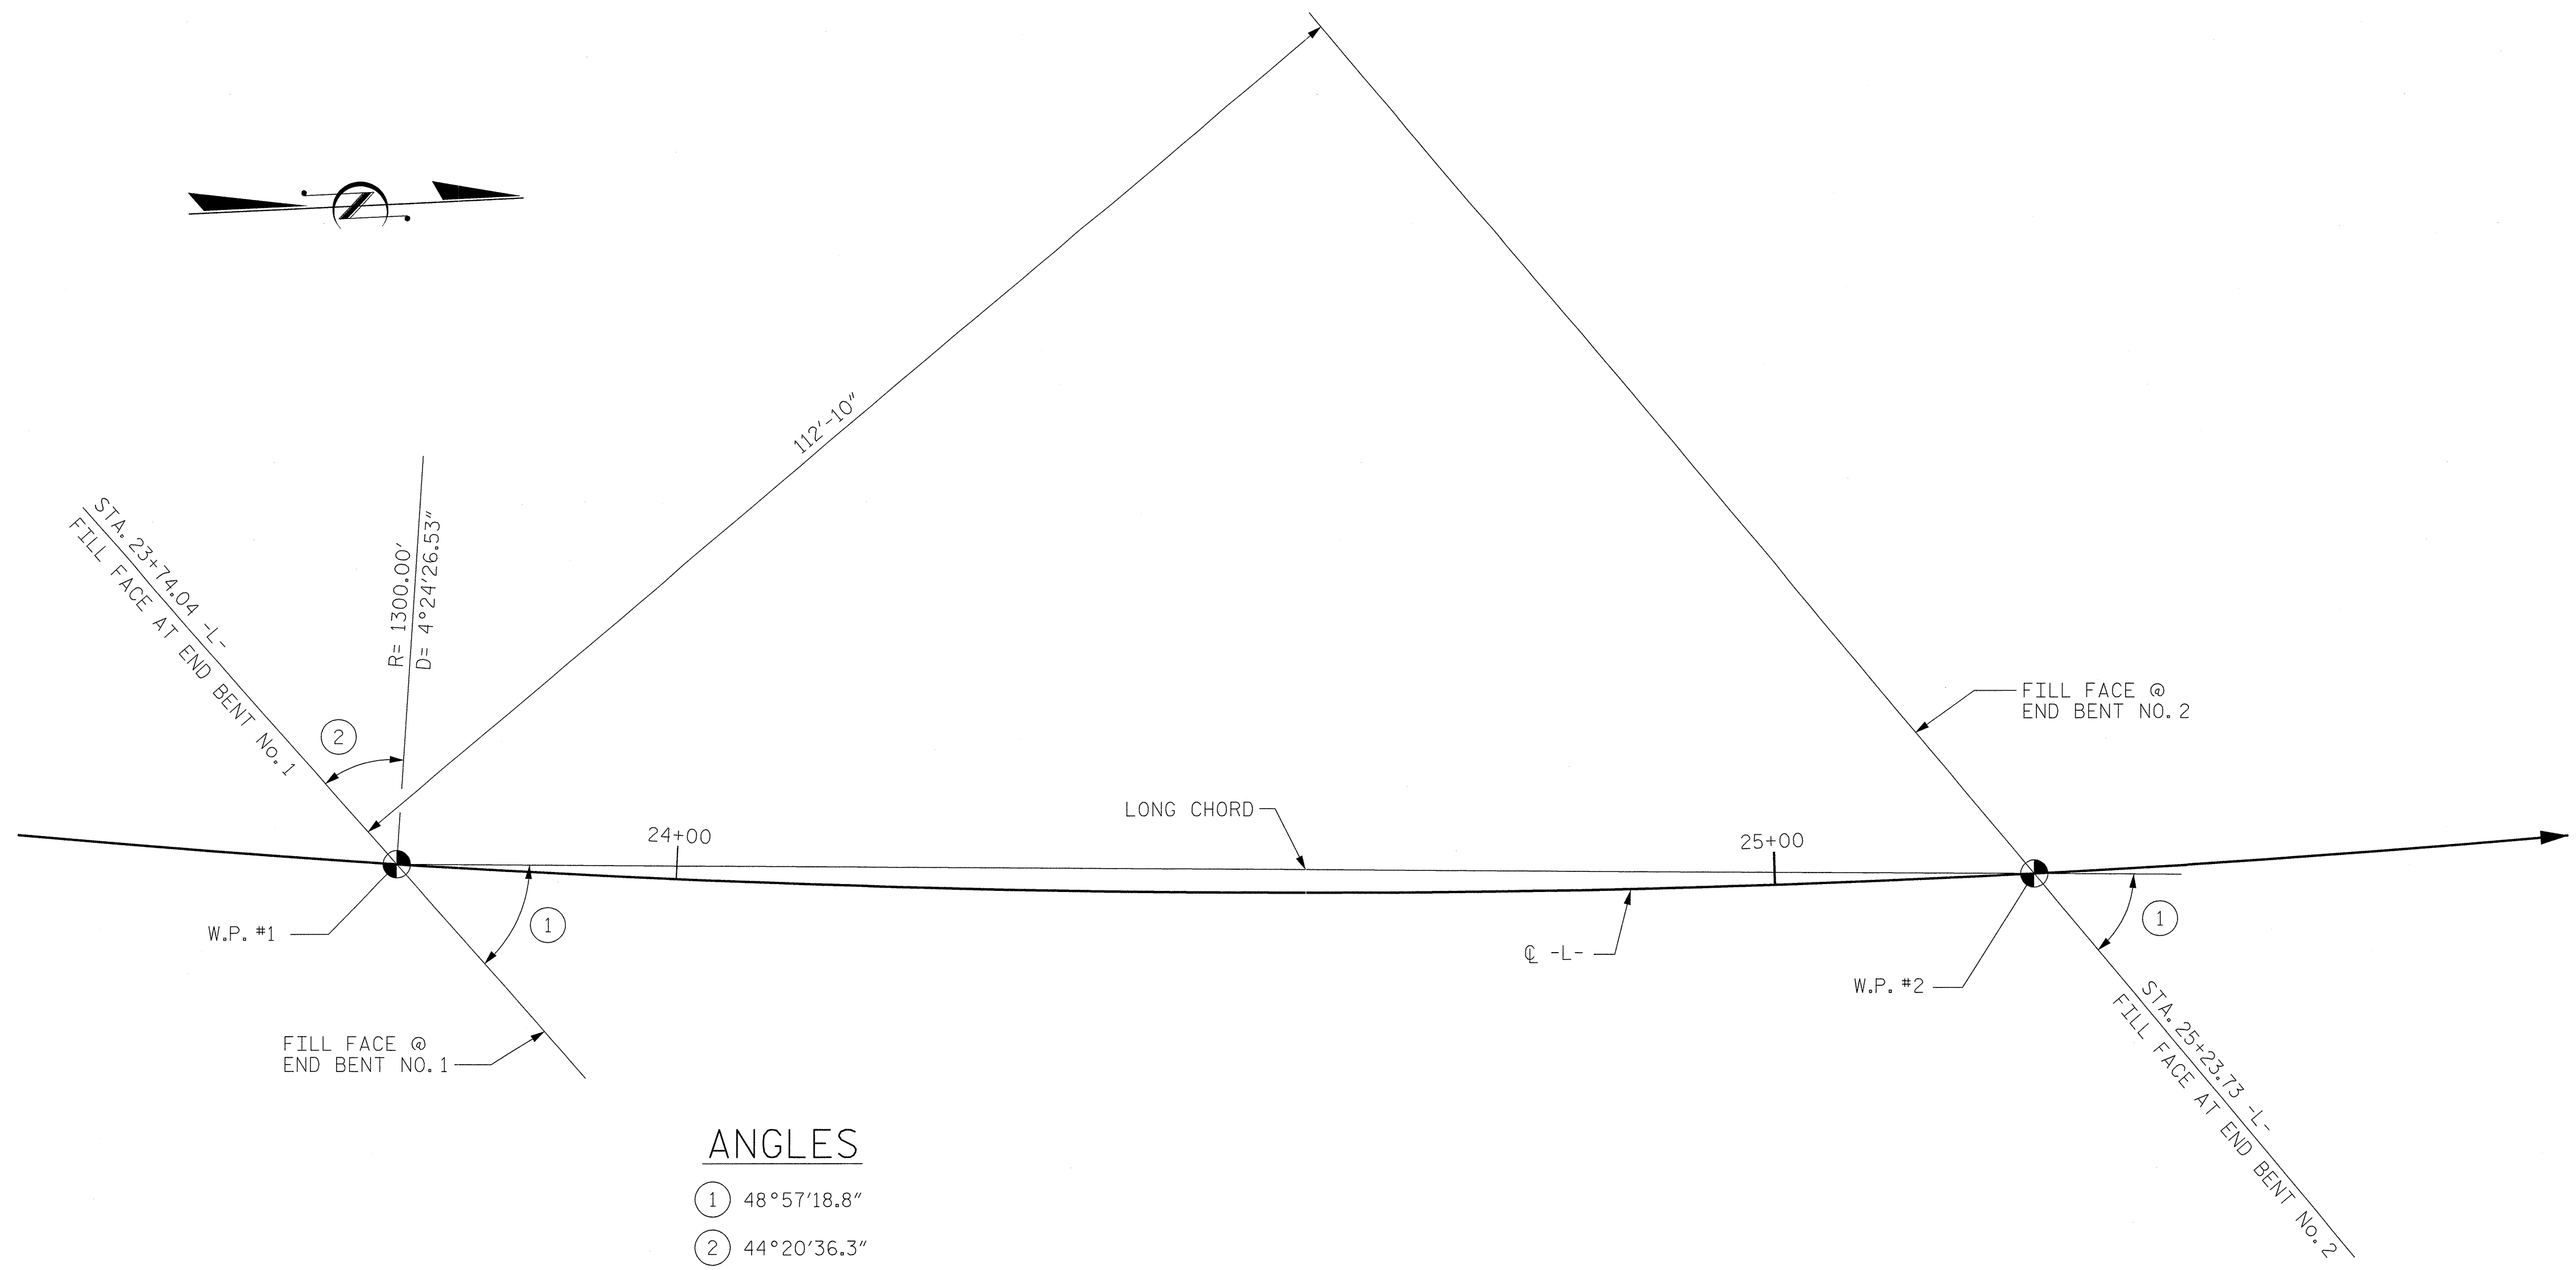 112'-10"
STA. 23+74.04 -L-
FILL FACE AT END BENT No. 1
R= 1300.00'
D= 4°24'26.53"
2
FILL FACE @
END BENT NO. 2
LONG CHORD
24+00
25+00
1
1
W.P. #1
℄ -L-
W.P. #2
FILL FACE @
END BENT NO. 1
STA. 25+23.73 -L-
FILL FACE AT END BENT No. 2
ANGLES
1 48°57'18.8"
2 44°20'36.3"